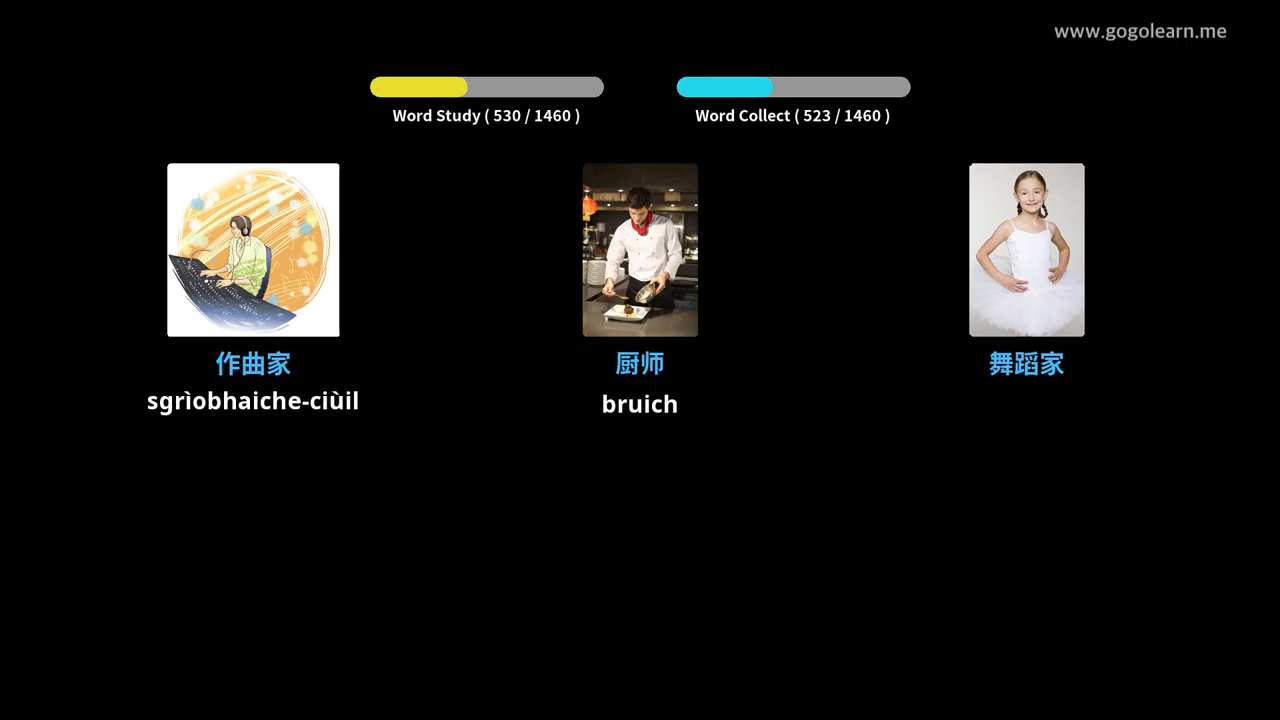 www.gogolearn.me
Word Study ( 530 / 1460 )
Word Collect ( 523 / 1460 )
作曲家
厨师
舞蹈家
sgrìobhaiche-ciùil
bruich